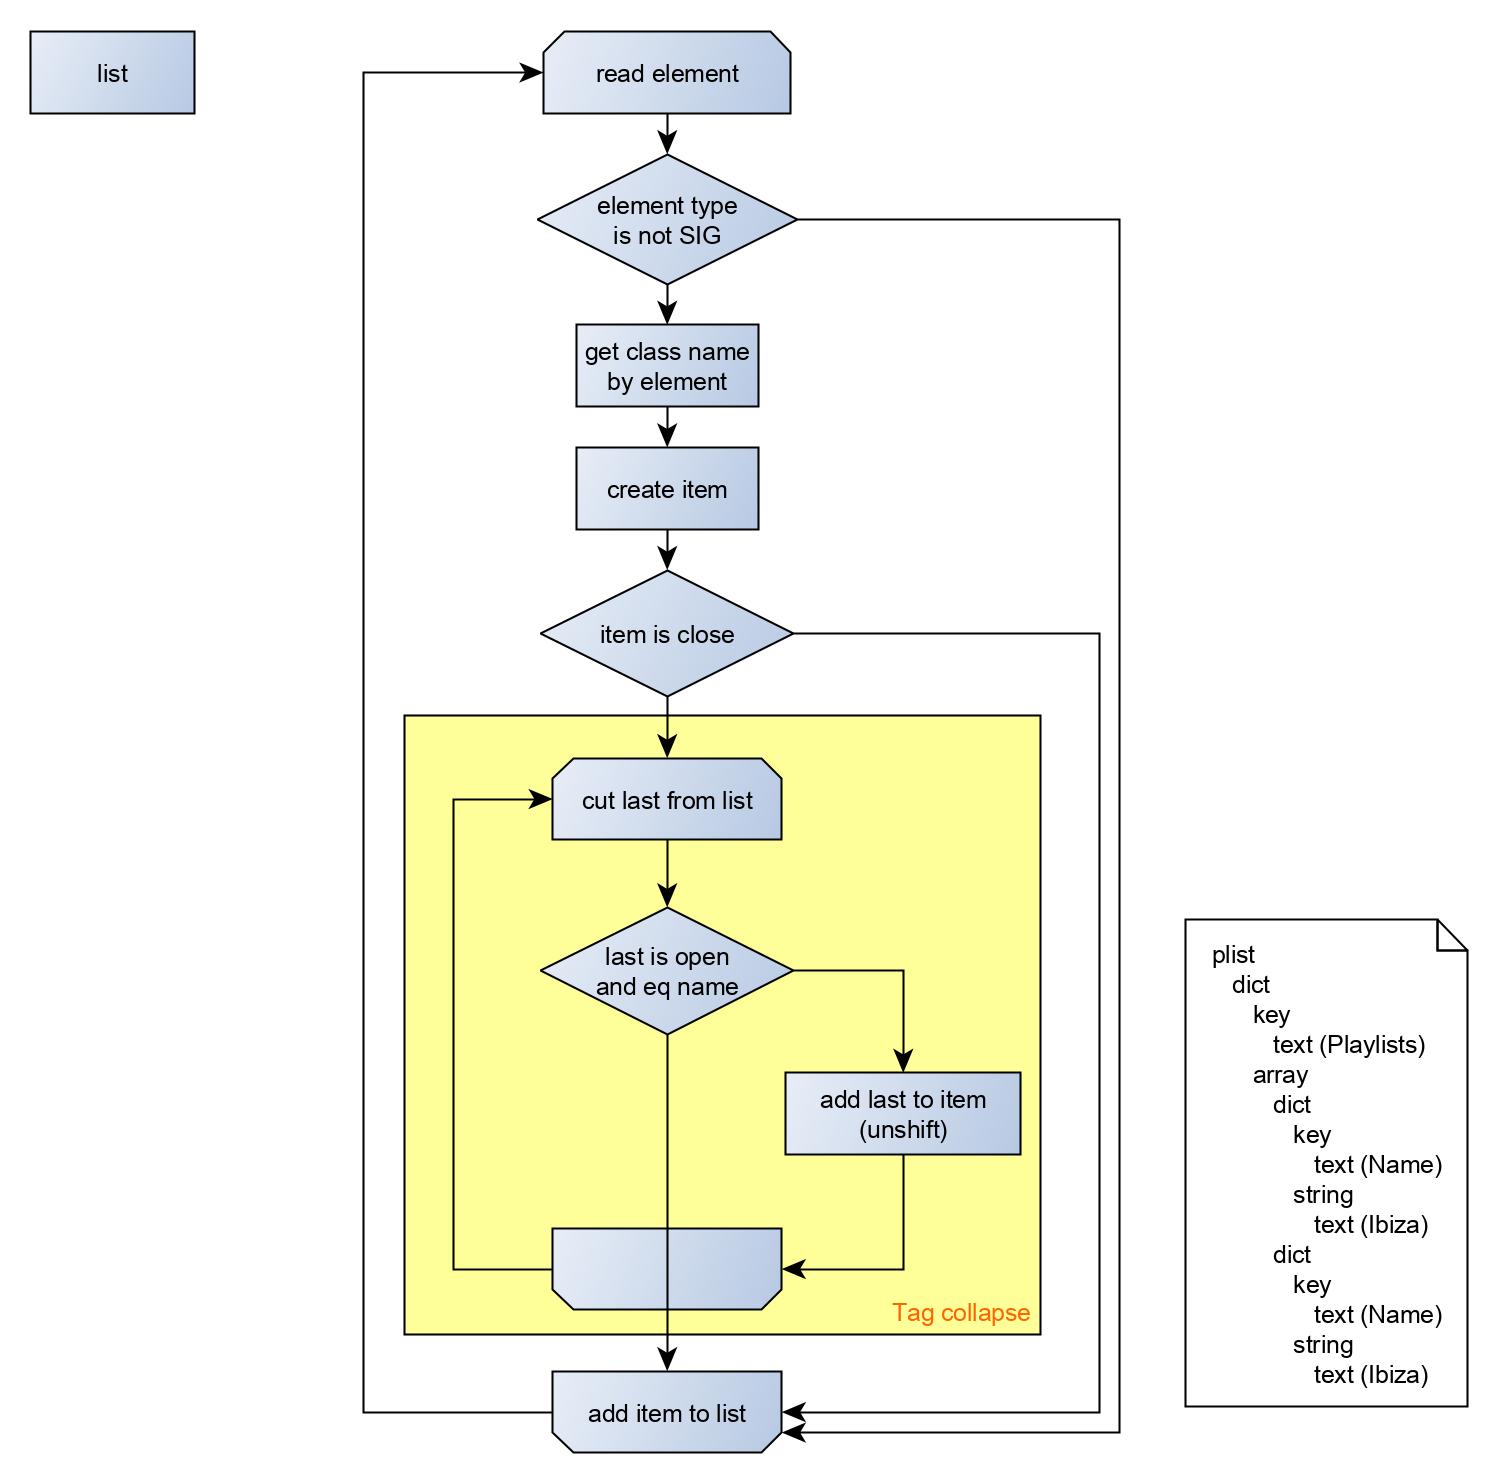 list
read element
element type
is not SIG
get class name
by element
create item
item is close
cut last from list
last is open
and eq name
add last to item
(unshift)
Tag collapse
add item to list
plist
dict
key
text (Playlists)
array
dict
key
text (Name)
string
text (Ibiza)
dict
key
text (Name)
string
text (Ibiza)